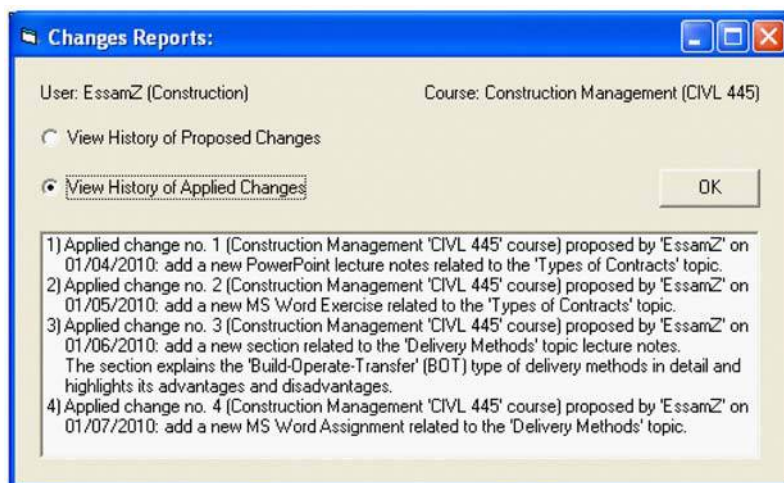 Changes Reports:
User: EssamZ (Construction) Course: Construction Management (CIVL 445)
View History of Proposed Changes
View History of Applied Changes
OK
1) Applied change no. 1 (Construction Management 'CIVL 445' course) proposed by 'EssamZ' on
01/04/2010: add a new PowerPoint lecture notes related to the 'Types of Contracts' topic.
2) Applied change no. 2 (Construction Management 'CIVL 445' course) proposed by 'EssamZ' on
01/05/2010: add a new MS Word Exercise related to the 'Types of Contracts' topic.
3) Applied change no. 3 (Construction Management 'CIVL 445' course) proposed by 'EssamZ' on
01/06/2010: add a new section related to the 'Delivery Methods' topic lecture notes.
The section explains the 'Build-Operate-Transfer' (BOT) type of delivery methods in detail and
highlights its advantages and disadvantages.
4) Applied change no. 4 (Construction Management 'CIVL 445' course) proposed by 'EssamZ' on
01/07/2010: add a new MS Word Assignment related to the 'Delivery Methods' topic.